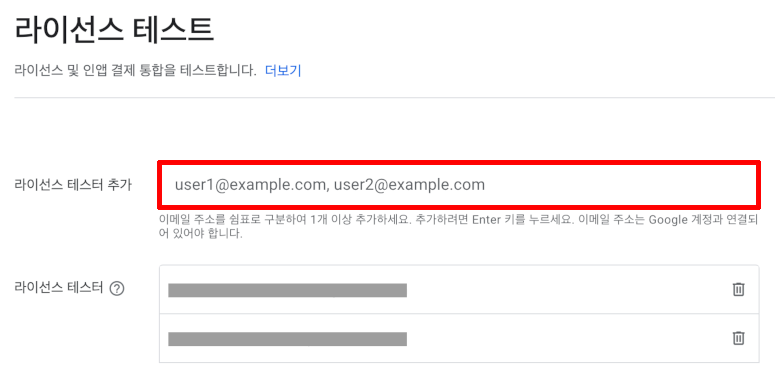 라이선스 테스트
라이선스 및 인앱 결제 통합을 테스트합니다. 더보기
라이선스 테스터 추가
user1@example.com, user2@example.com
이메일 주소를 쉼표로 구분하여 1개 이상 추가하세요. 추가하려면 Enter 키를 누르세요. 이메일 주소는 Google 계정과 연결되
어 있어야 합니다.
라이선스 테스터 ?